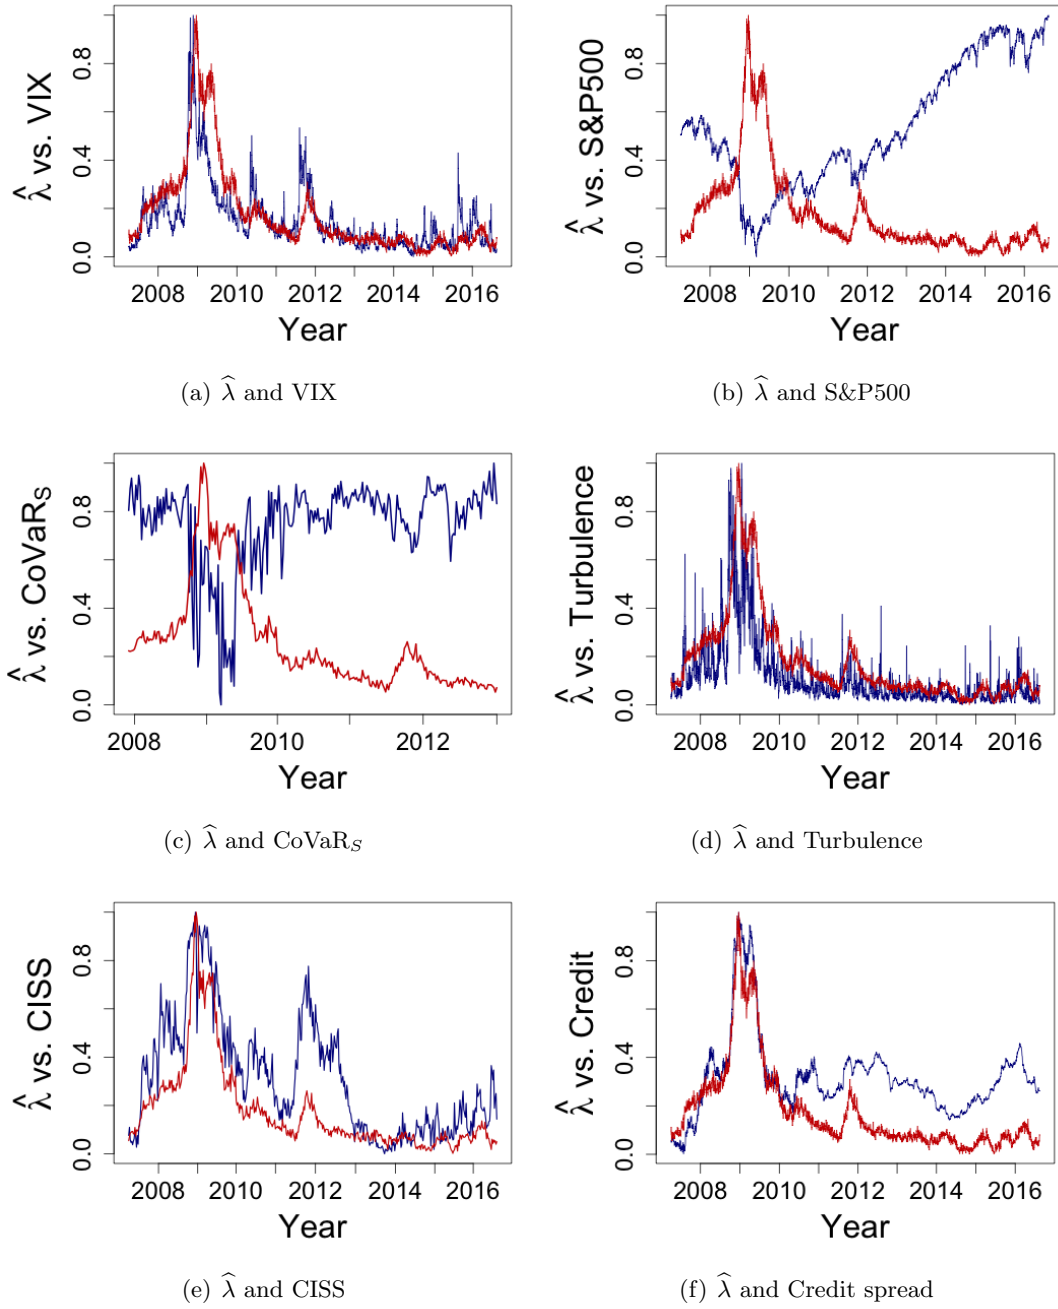 λ̂ vs. VIX
0.0 0.4 0.8
2008 2010 2012 2014 2016
Year
(a) λ̂ and VIX
λ̂ vs. S&P500
0.0 0.4 0.8
2008 2010 2012 2014 2016
Year
(b) λ̂ and S&P500
λ̂ vs. CoVaRS
0.0 0.4 0.8
2008 2010 2012
Year
(c) λ̂ and CoVaRS
λ̂ vs. Turbulence
0.0 0.4 0.8
2008 2010 2012 2014 2016
Year
(d) λ̂ and Turbulence
λ̂ vs. CISS
0.0 0.4 0.8
2008 2010 2012 2014 2016
Year
(e) λ̂ and CISS
λ̂ vs. Credit
0.0 0.4 0.8
2008 2010 2012 2014 2016
Year
(f) λ̂ and Credit spread